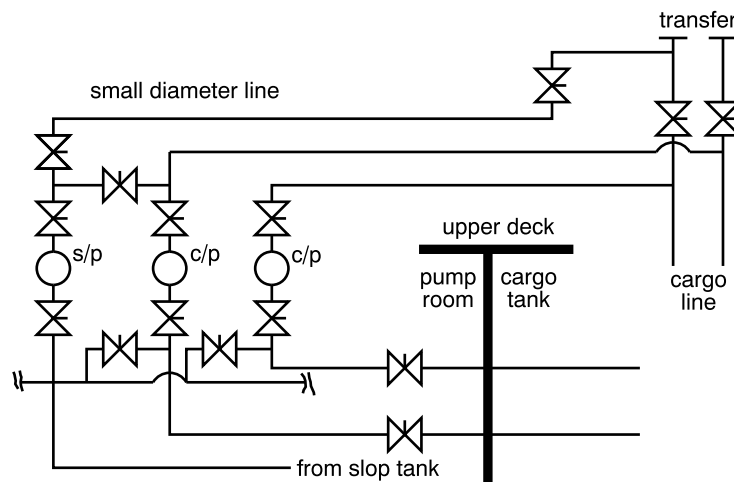 transfer
small diameter line
s/p
c/p
c/p
upper deck
pump
room
cargo
tank
cargo
line
from slop tank